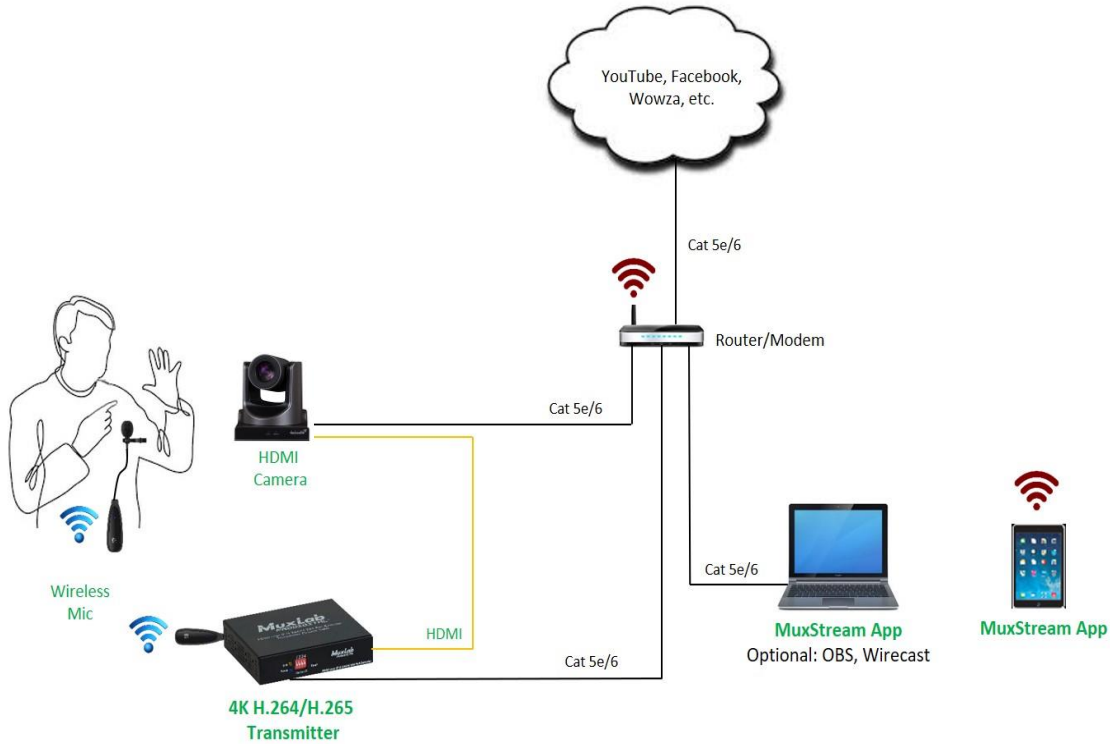 YouTube, Facebook,
Wowza, etc.
Cat 5e/6
Router/Modem
Cat 5e/6
HDMI
Camera
Wireless
Mic
MuxLab
MuxLab
HDMI
Cat 5e/6
4K H.264/H.265
Transmitter
Cat 5e/6
MuxStream App
Optional: OBS, Wirecast
MuxStream App